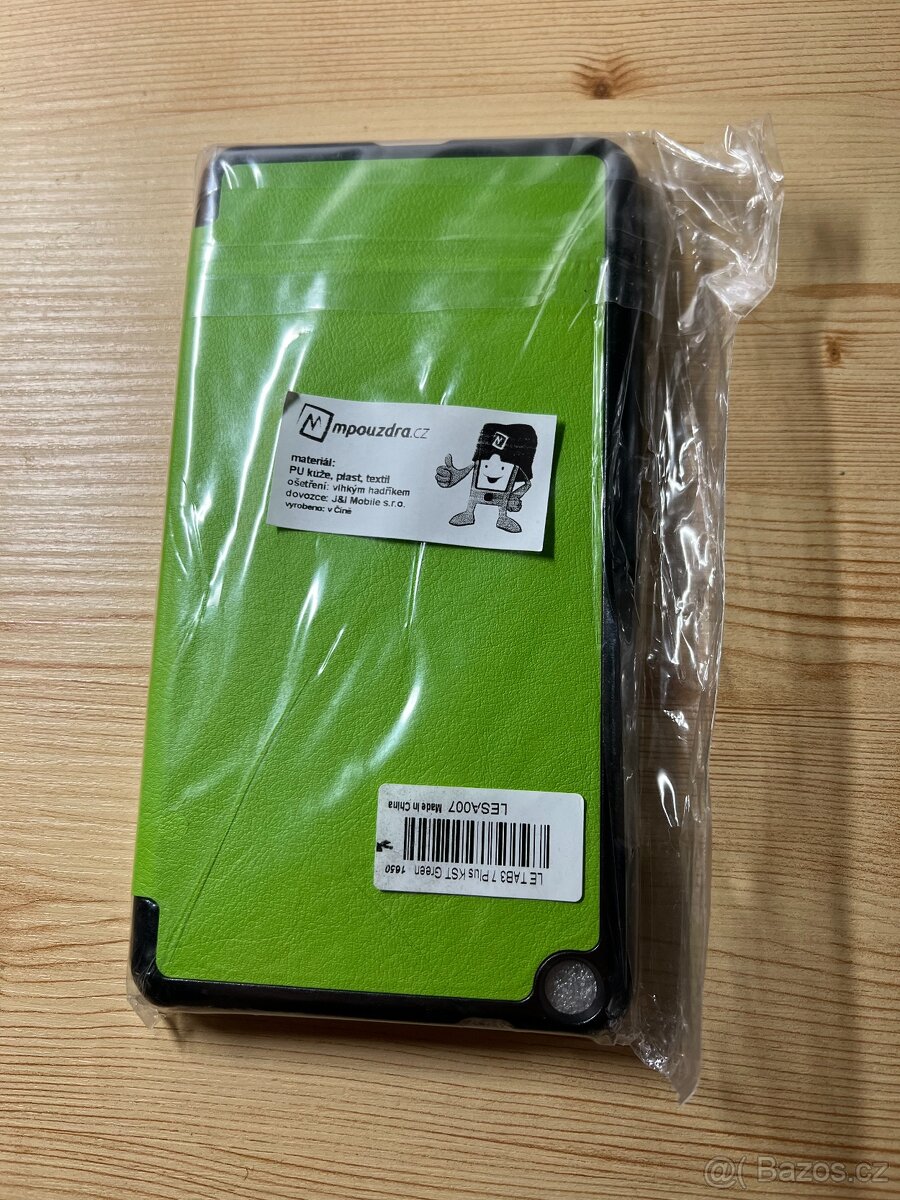 mpouzdra.cz
materiál:
PU kůže, plast, textil
ošetření: vlhkým hadříkem
dovozce: J&I Mobile s.r.o.
vyrobeno: v Číně
LE TAB3 7 Plus KST Green 1650
LESA007 Made in China
@( Bazos.cz